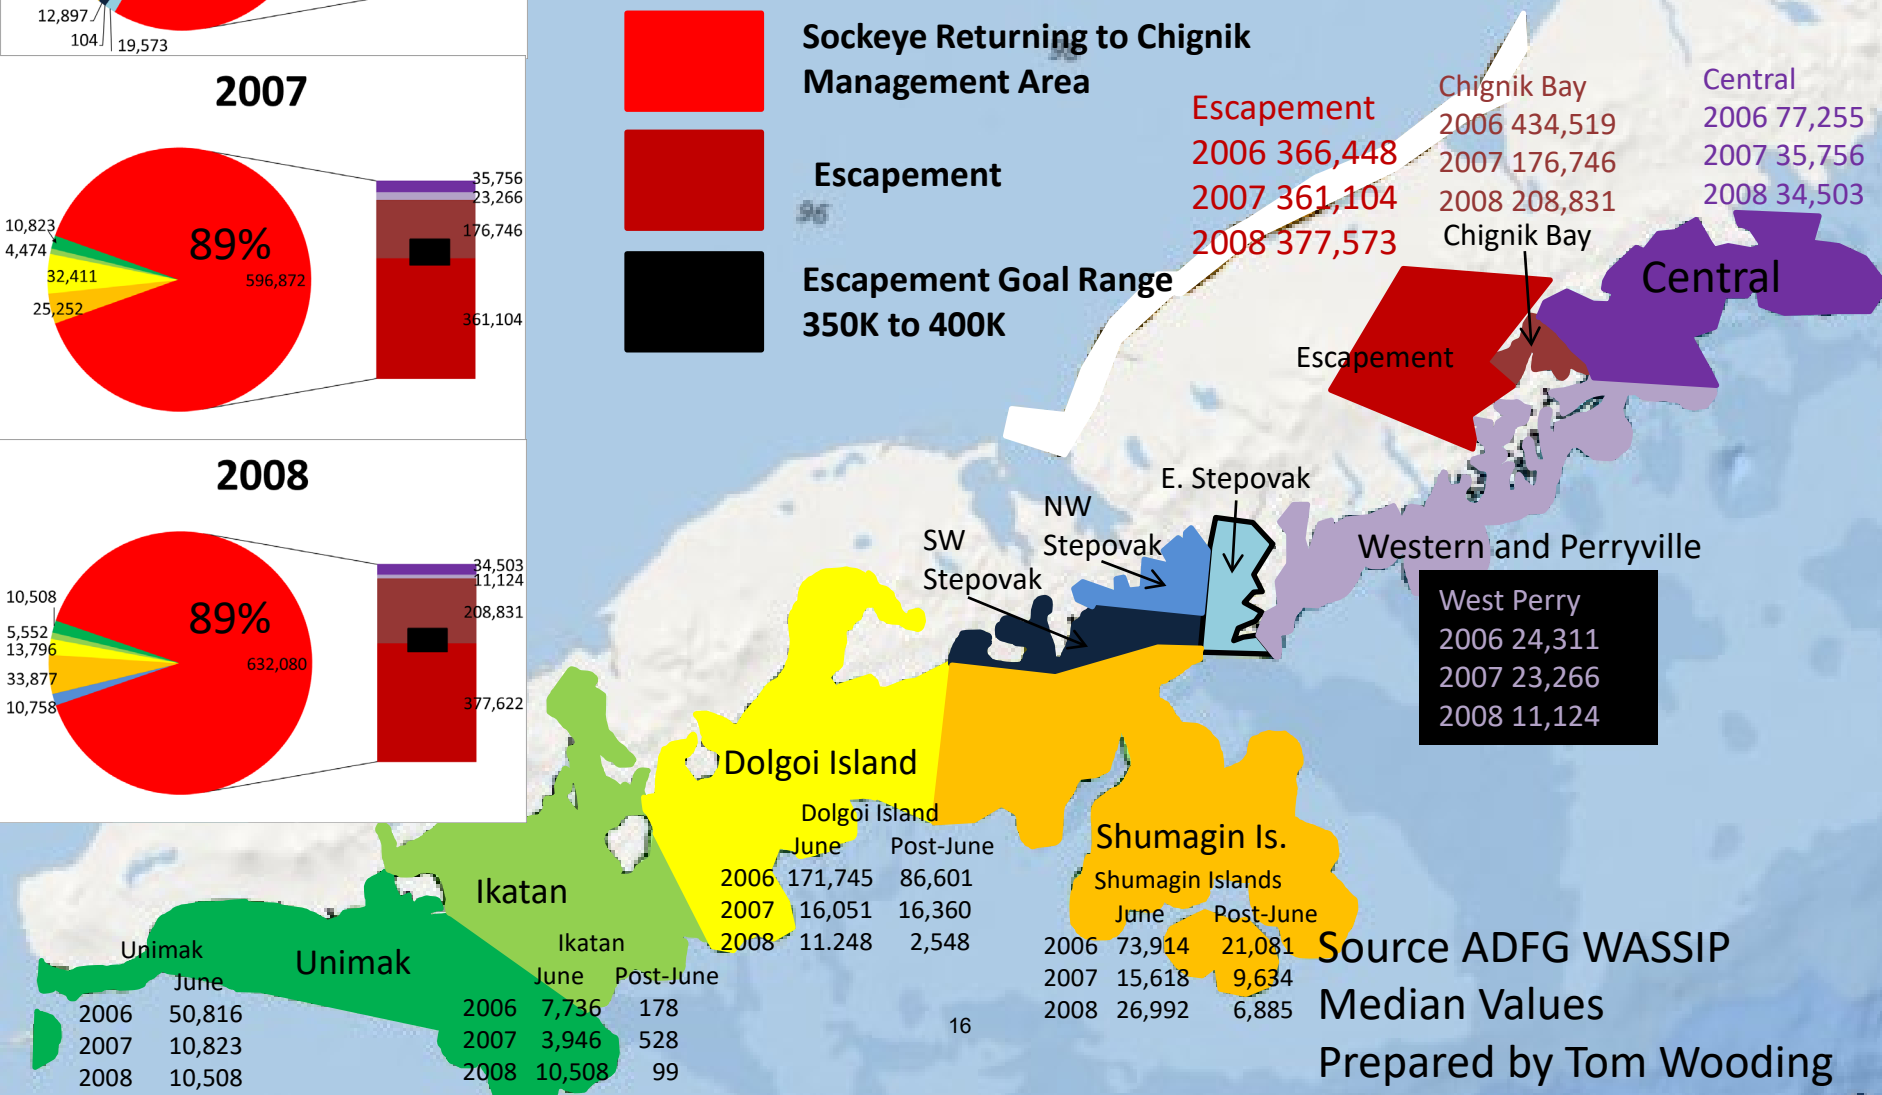 12,897
104
19,573
2007
89%
596,872
10,823
4,474
32,411
25,252
35,756
23,266
176,746
361,104
2008
89%
632,080
10,508
5,552
13,796
33,877
10,758
34,503
11,124
208,831
377,622
Sockeye Returning to Chignik
Management Area
Escapement
Escapement Goal Range
350K to 400K
96
96
Escapement
2006 366,448
2007 361,104
2008 377,573
Chignik Bay
2006 434,519
2007 176,746
2008 208,831
Chignik Bay
Central
2006 77,255
2007 35,756
2008 34,503
Central
Escapement
E. Stepovak
NW
Stepovak
SW
Stepovak
Western and Perryville
West Perry
2006 24,311
2007 23,266
2008 11,124
Dolgoi Island
Dolgoi Island
June Post-June
2006 171,745 86,601
2007 16,051 16,360
2008 11.248 2,548
Shumagin Is.
Shumagin Islands
June Post-June
2006 73,914 21,081
2007 15,618 9,634
2008 26,992 6,885
Ikatan
Ikatan
June Post-June
2006 7,736 178
2007 3,946 528
2008 10,508 99
Unimak
Unimak
June
2006 50,816
2007 10,823
2008 10,508
16
Source ADFG WASSIP
Median Values
Prepared by Tom Wooding